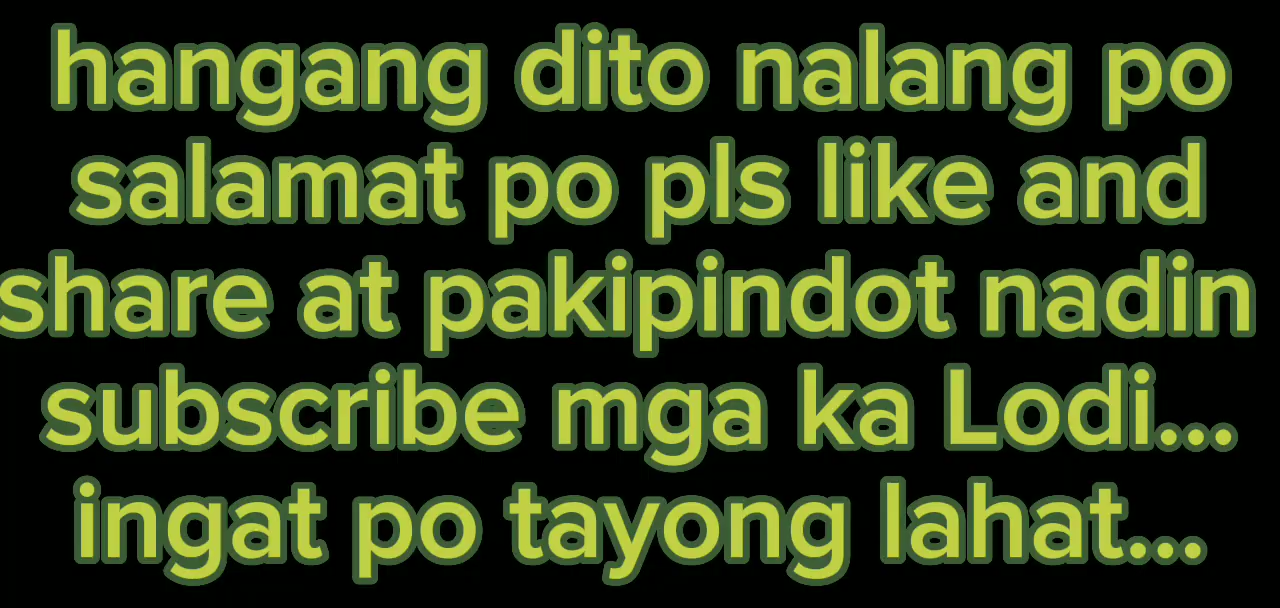 hangang dito nalang po
salamat po pls like and
share at pakipindot nadin
subscribe mga ka Lodi...
ingat po tayong lahat...